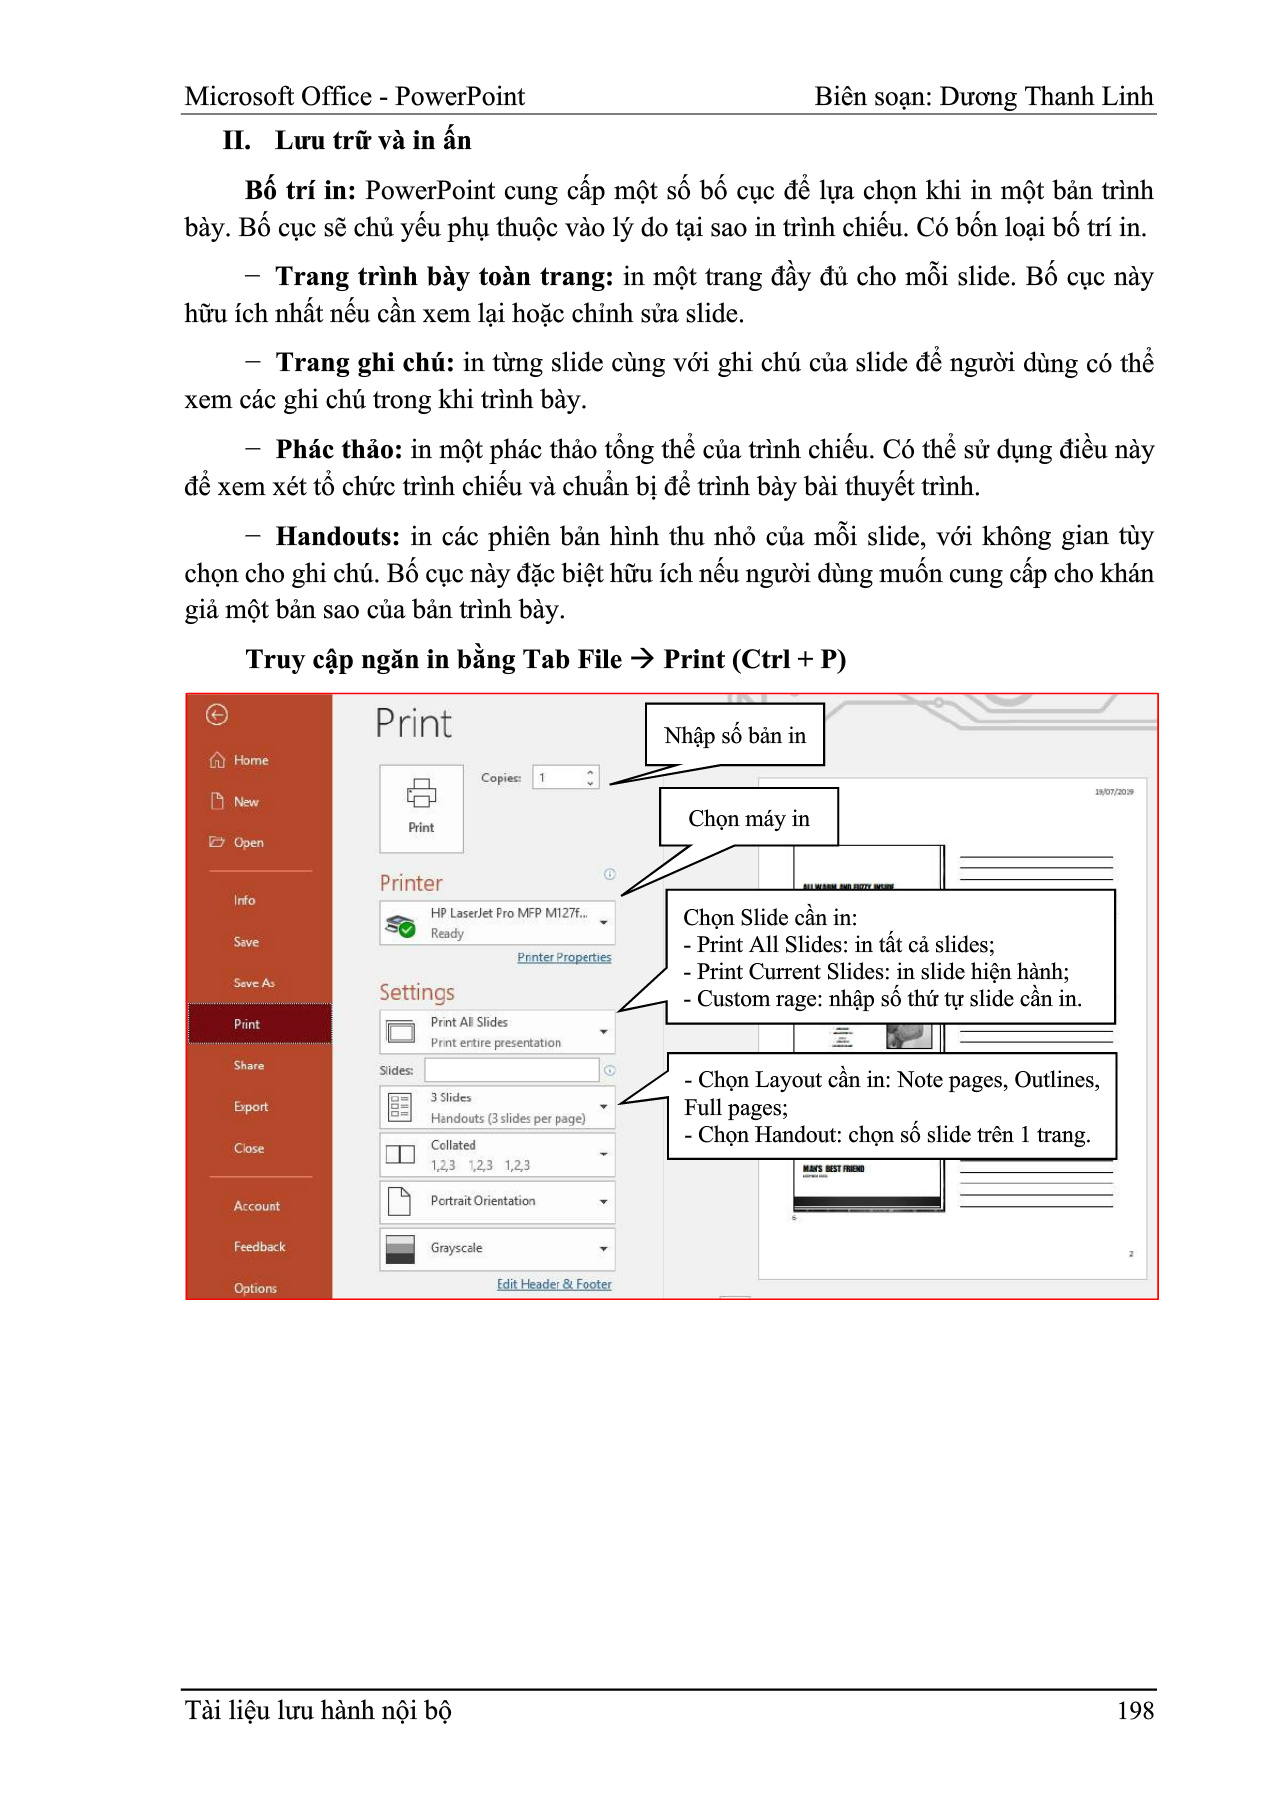 Microsoft Office - PowerPoint Biên soạn: Dương Thanh Linh
II. Lưu trữ và in ấn
Bố trí in: PowerPoint cung cấp một số bố cục để lựa chọn khi in một bản trình
bày. Bố cục sẽ chủ yếu phụ thuộc vào lý do tại sao in trình chiếu. Có bốn loại bố trí in.
− Trang trình bày toàn trang: in một trang đầy đủ cho mỗi slide. Bố cục này
hữu ích nhất nếu cần xem lại hoặc chỉnh sửa slide.
− Trang ghi chú: in từng slide cùng với ghi chú của slide để người dùng có thể
xem các ghi chú trong khi trình bày.
− Phác thảo: in một phác thảo tổng thể của trình chiếu. Có thể sử dụng điều này
để xem xét tổ chức trình chiếu và chuẩn bị để trình bày bài thuyết trình.
− Handouts: in các phiên bản hình thu nhỏ của mỗi slide, với không gian tùy
chọn cho ghi chú. Bố cục này đặc biệt hữu ích nếu người dùng muốn cung cấp cho khán
giả một bản sao của bản trình bày.
Truy cập ngăn in bằng Tab File → Print (Ctrl + P)
Home
New
Open
Info
Save
Save As
Print
Share
Export
Close
Account
Feedback
Options
Print
Print
Copies: 1
Printer
HP LaserJet Pro MFP M127f...
Ready
Printer Properties
Settings
Print All Slides
Print entire presentation
Slides:
3 Slides
Handouts (3 slides per page)
Collated
1,2,3 1,2,3 1,2,3
Portrait Orientation
Grayscale
Edit Header & Footer
Nhập số bản in
Chọn máy in
Chọn Slide cần in:
- Print All Slides: in tất cả slides;
- Print Current Slides: in slide hiện hành;
- Custom rage: nhập số thứ tự slide cần in.
- Chọn Layout cần in: Note pages, Outlines,
Full pages;
- Chọn Handout: chọn số slide trên 1 trang.
19/07/2019
ALL WARM AND FUZZY INSIDE
MAN'S BEST FRIEND
6
2
Tài liệu lưu hành nội bộ 198